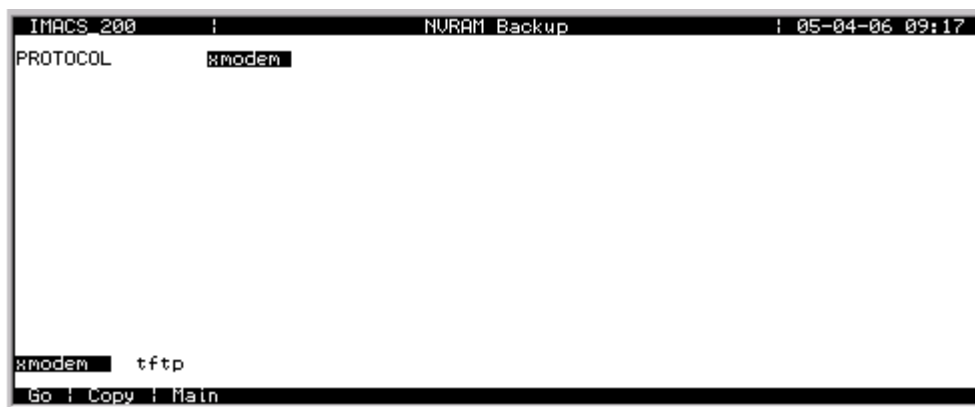 IMACS_200 ¦ NVRAM Backup ¦ 05-04-06 09:17
PROTOCOL xmodem
xmodem tftp
Go ¦ Copy ¦ Main